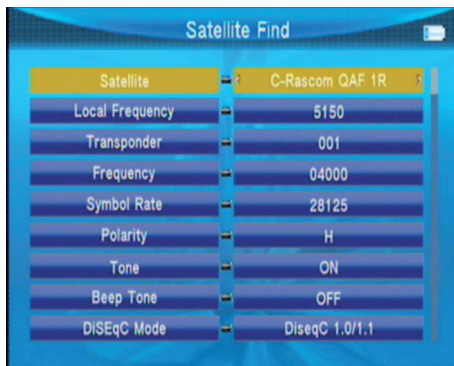 Satellite Find
Satellite C-Rascom QAF 1R
Local Frequency 5150
Transponder 001
Frequency 04000
Symbol Rate 28125
Polarity H
Tone ON
Beep Tone OFF
DiSEqC Mode DiseqC 1.0/1.1